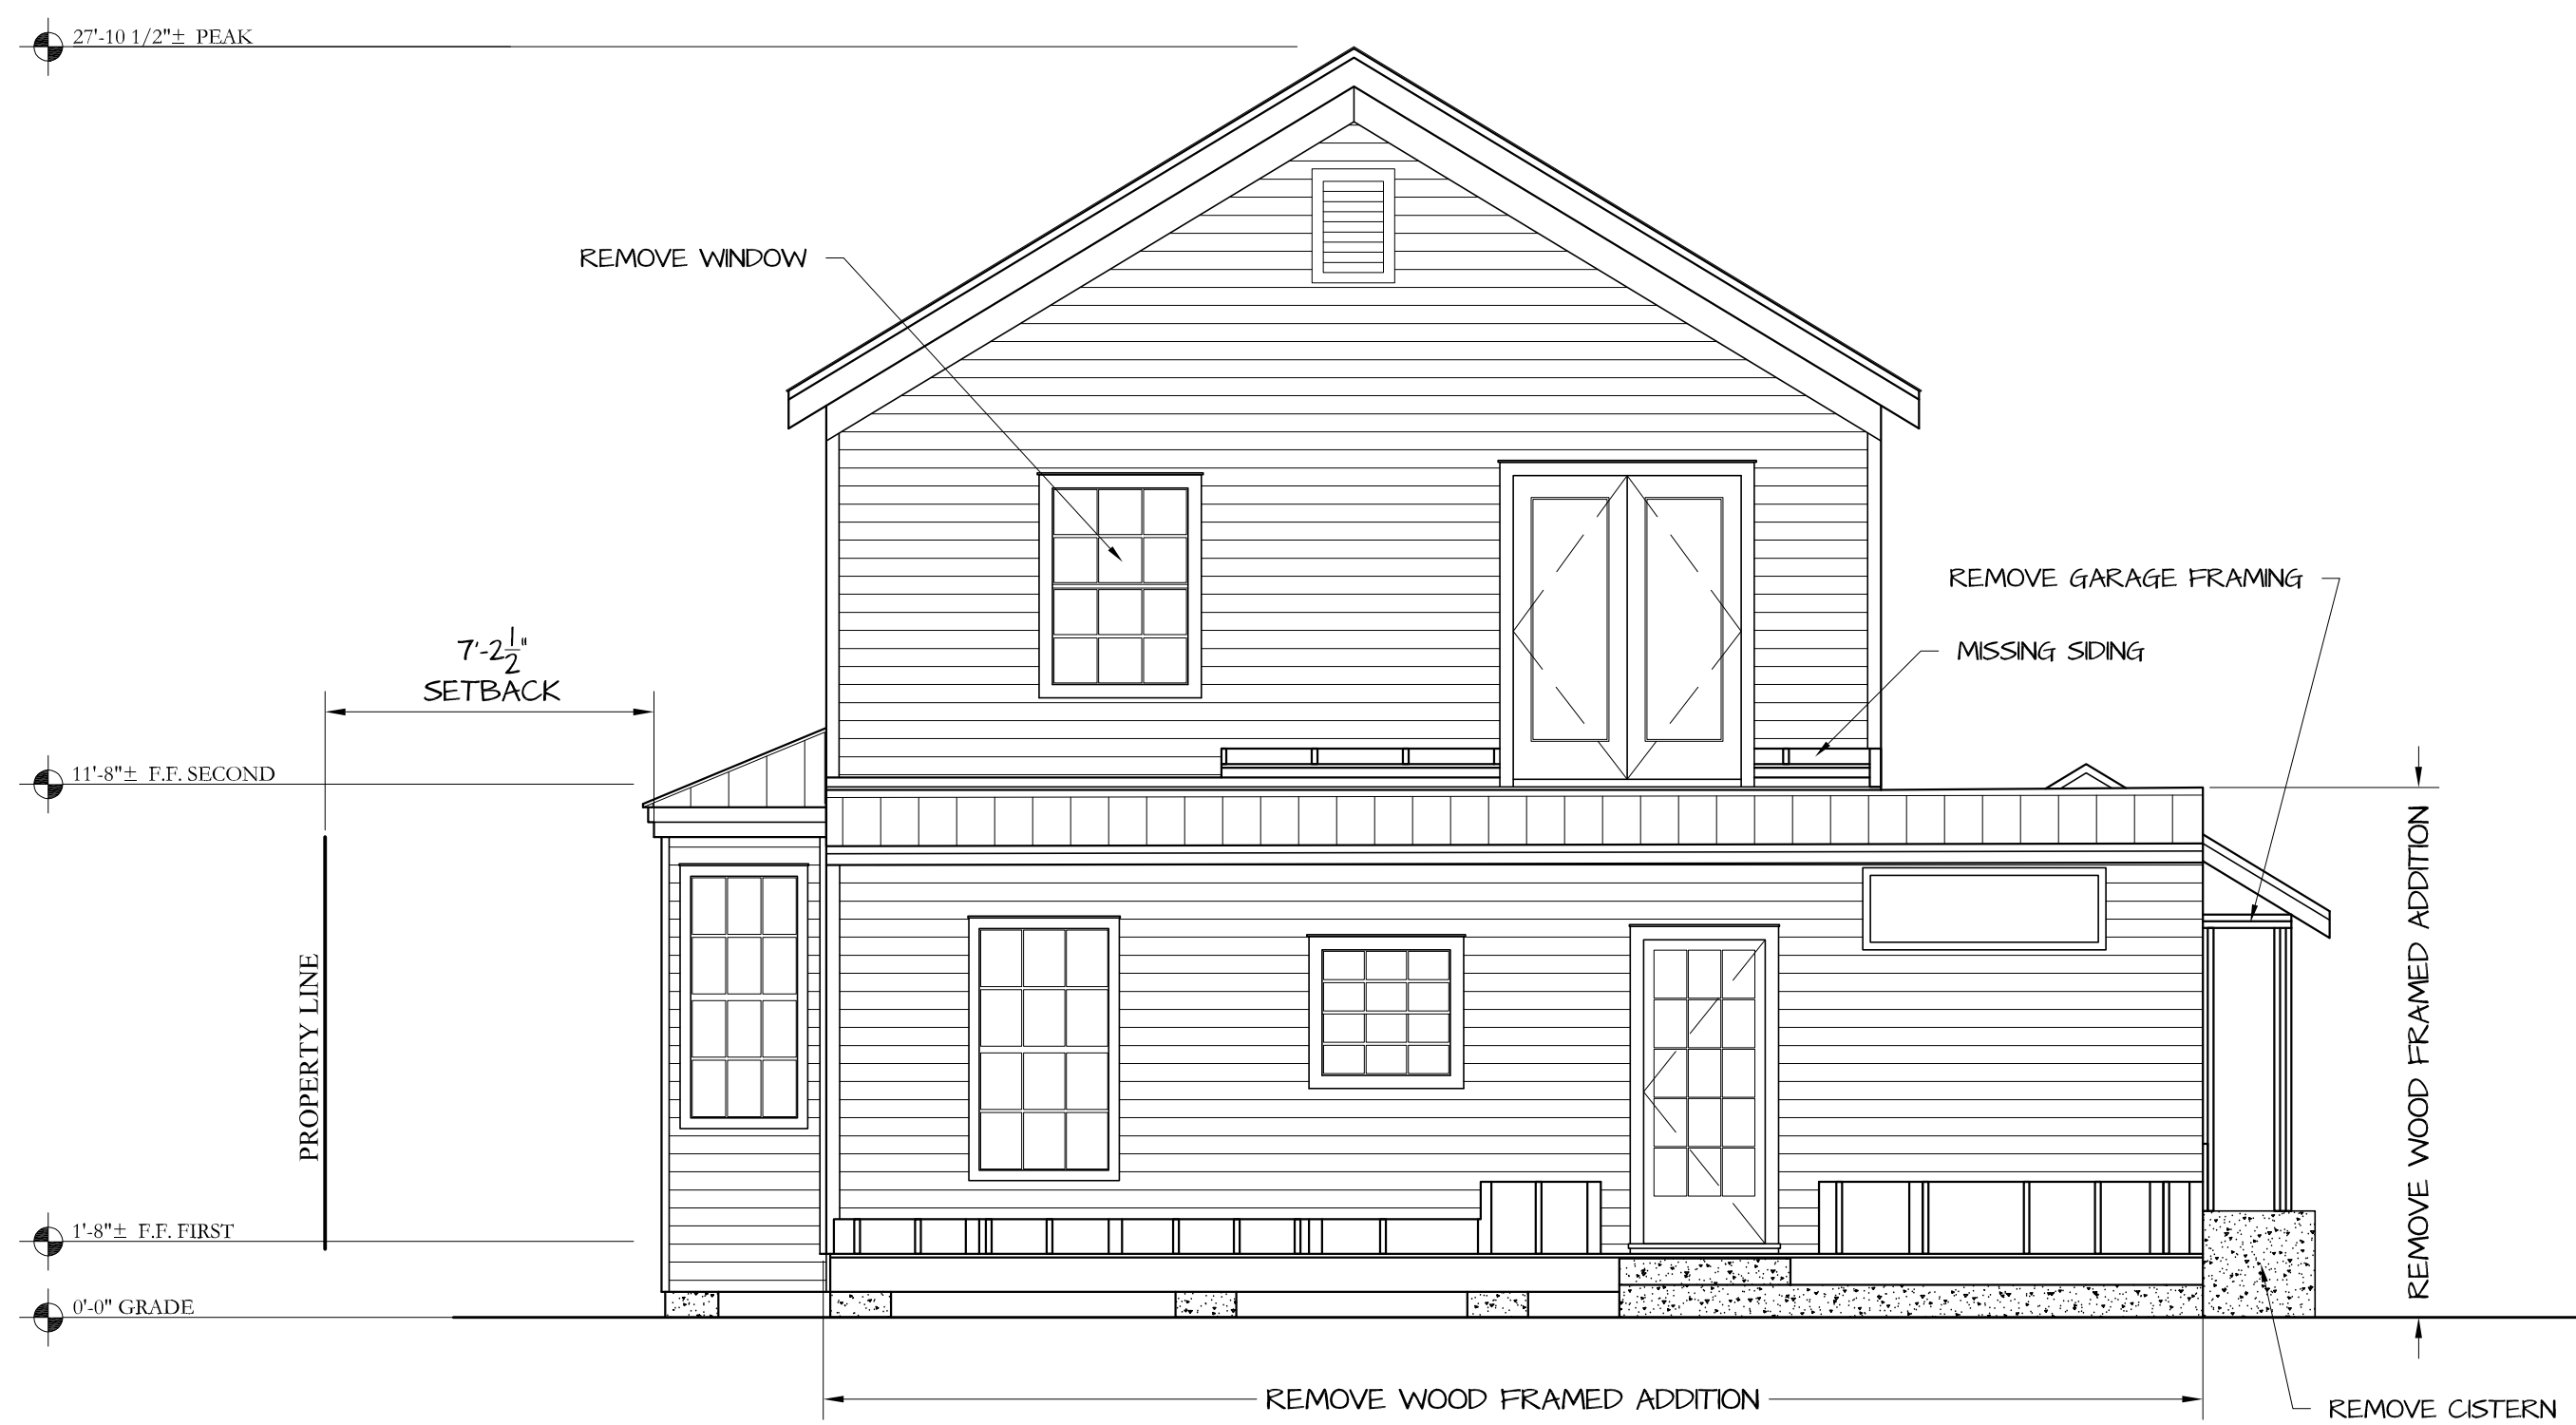 27'-10 1/2"± PEAK
REMOVE WINDOW
REMOVE GARAGE FRAMING
MISSING SIDING
7'-2 1/2"
SETBACK
11'-8"± F.F. SECOND
PROPERTY LINE
REMOVE WOOD FRAMED ADDITION
1'-8"± F.F. FIRST
0'-0" GRADE
REMOVE WOOD FRAMED ADDITION
REMOVE CISTERN